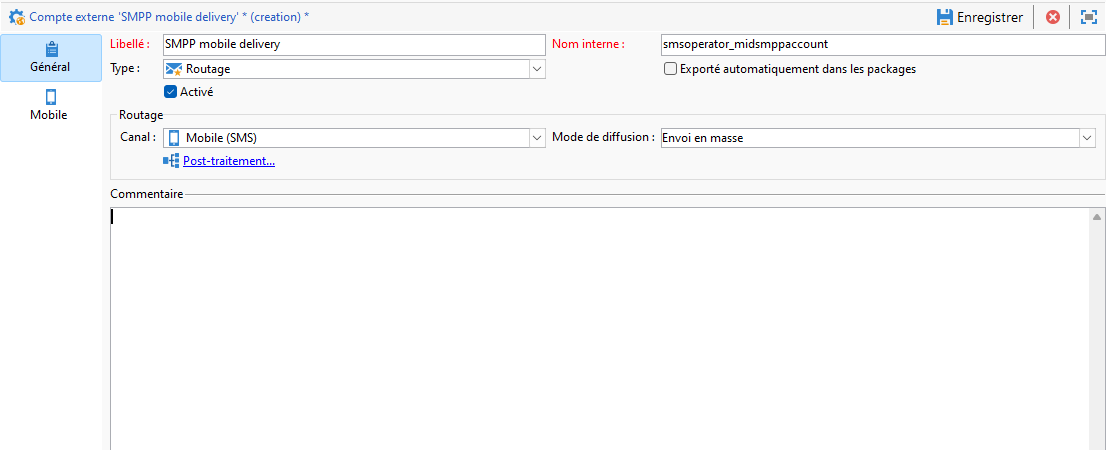 Compte externe 'SMPP mobile delivery' * (creation) *
Enregistrer
Général
Mobile
Libellé :
SMPP mobile delivery
Nom interne :
smsoperator_midsmppaccount
Type :
Routage
Exporté automatiquement dans les packages
Activé
Routage
Canal :
Mobile (SMS)
Mode de diffusion :
Envoi en masse
Post-traitement...
Commentaire